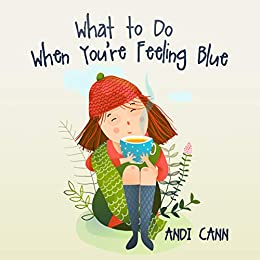 What to Do
When You're Feeling Blue
ANDI CANN